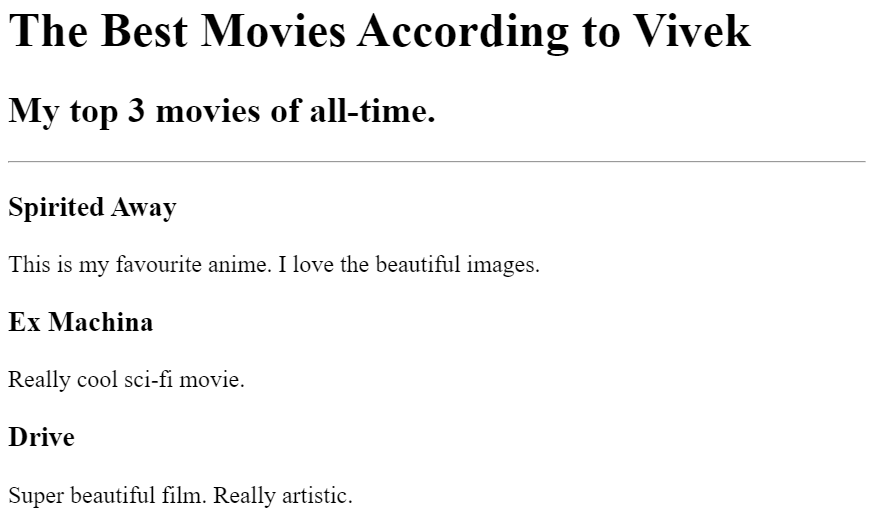 The Best Movies According to Vivek
My top 3 movies of all-time.
Spirited Away
This is my favourite anime. I love the beautiful images.
Ex Machina
Really cool sci-fi movie.
Drive
Super beautiful film. Really artistic.